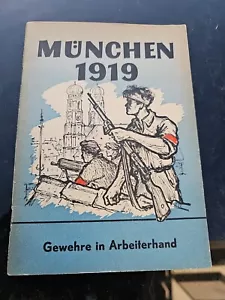 MÜNCHEN
1919
Gewehre in Arbeiterhand